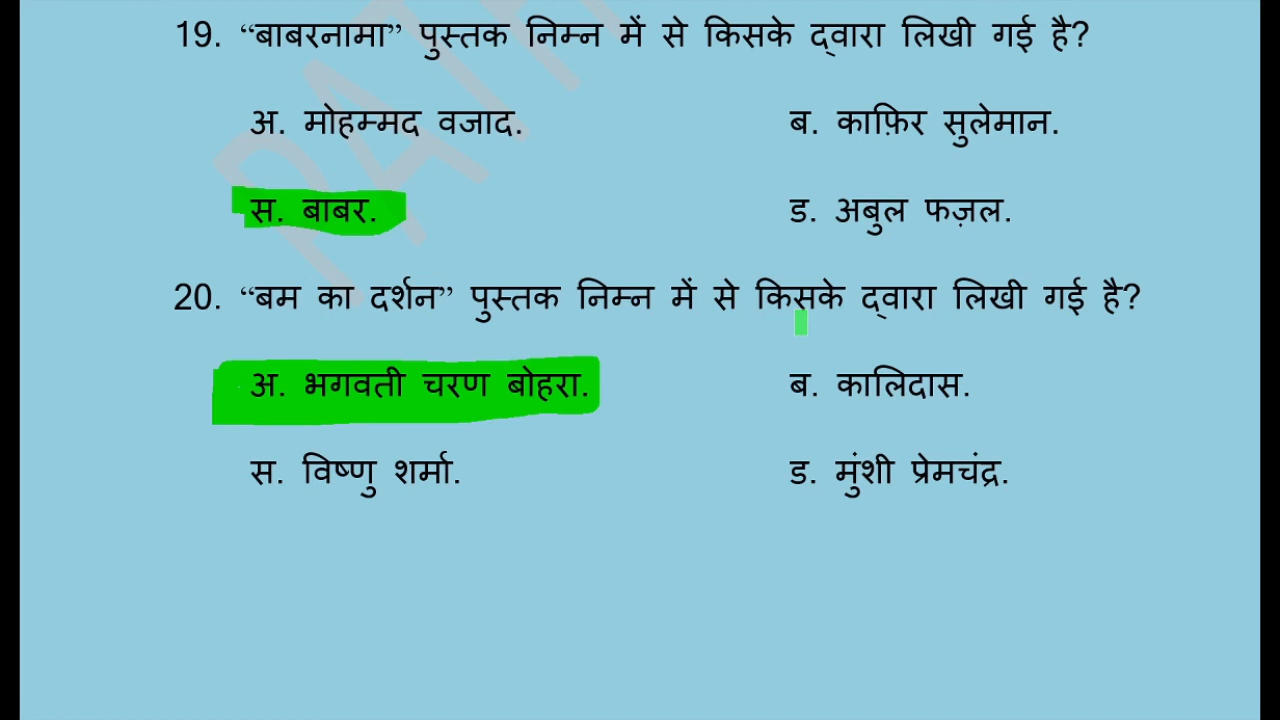 19. “बाबरनामा” पुस्तक निम्न में से किसके द्वारा लिखी गई है?
अ. मोहम्मद वजाद. ब. काफ़िर सुलेमान.
स. बाबर. ड. अबुल फज़ल.
20. “बम का दर्शन” पुस्तक निम्न में से किसके द्वारा लिखी गई है?
अ. भगवती चरण बोहरा. ब. कालिदास.
स. विष्णु शर्मा. ड. मुंशी प्रेमचंद्र.